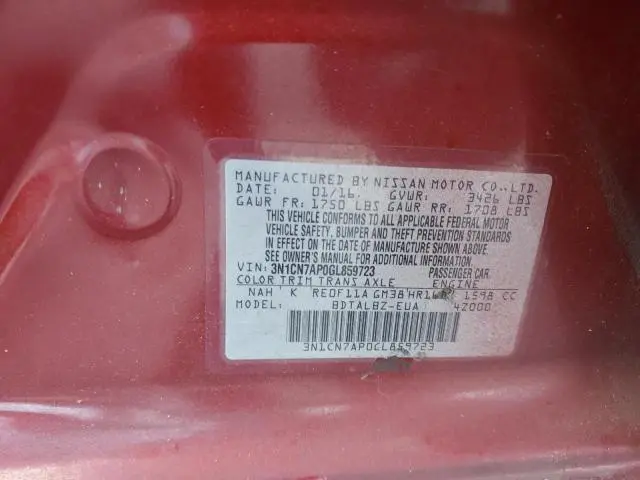 MANUFACTURED BY NISSAN MOTOR CO., LTD.
DATE: 01/16 GVWR: 3426 LBS
GAWR FR: 1750 LBS GAWR RR: 1708 LBS
THIS VEHICLE CONFORMS TO ALL APPLICABLE FEDERAL MOTOR
VEHICLE SAFETY, BUMPER AND THEFT PREVENTION STANDARDS
IN EFFECT ON THE DATE OF MANUFACTURE SHOWN ABOVE.
SEE OWNER'S MANUAL FOR ADDITIONAL INFORMATION.
VIN: 3N1CN7AP0GL859723 PASSENGER CAR
COLOR TRIM TRANS AXLE ENGINE
NAH K RE0F11A GM38 1598 CC
MODEL: BDTALBZ-EUA 42000
3N1CN7AP0GL859723